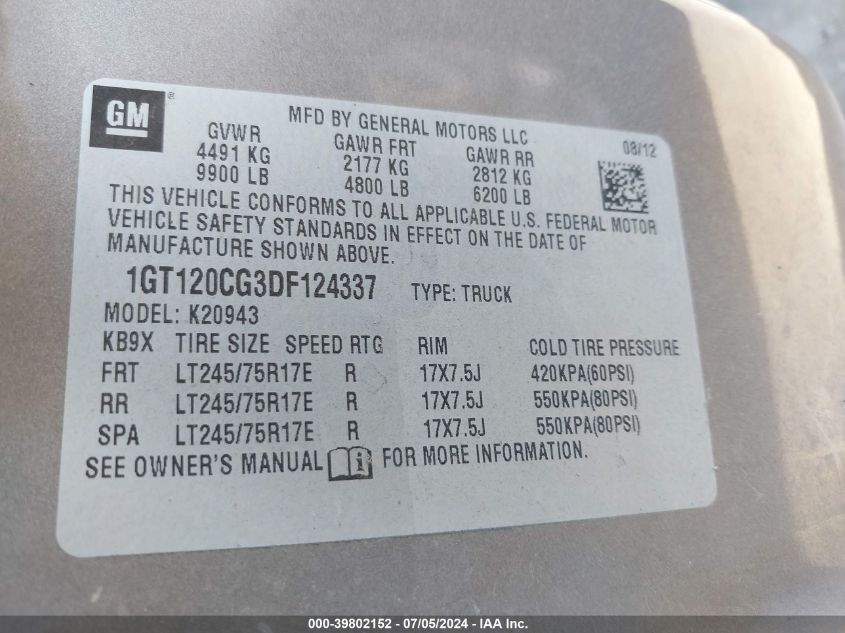 GM ®
MFD BY GENERAL MOTORS LLC
08/12
GVWR GAWR FRT GAWR RR
4491 KG 2177 KG 2812 KG
9900 LB 4800 LB 6200 LB
THIS VEHICLE CONFORMS TO ALL APPLICABLE U.S. FEDERAL MOTOR
VEHICLE SAFETY STANDARDS IN EFFECT ON THE DATE OF
MANUFACTURE SHOWN ABOVE.
1GT120CG3DF124337 TYPE: TRUCK
MODEL: K20943
KB9X TIRE SIZE SPEED RTG RIM COLD TIRE PRESSURE
FRT LT245/75R17E R 17X7.5J 420KPA(60PSI)
RR LT245/75R17E R 17X7.5J 550KPA(80PSI)
SPA LT245/75R17E R 17X7.5J 550KPA(80PSI)
SEE OWNER'S MANUAL i FOR MORE INFORMATION.
000-39802152 - 07/05/2024 - IAA Inc.